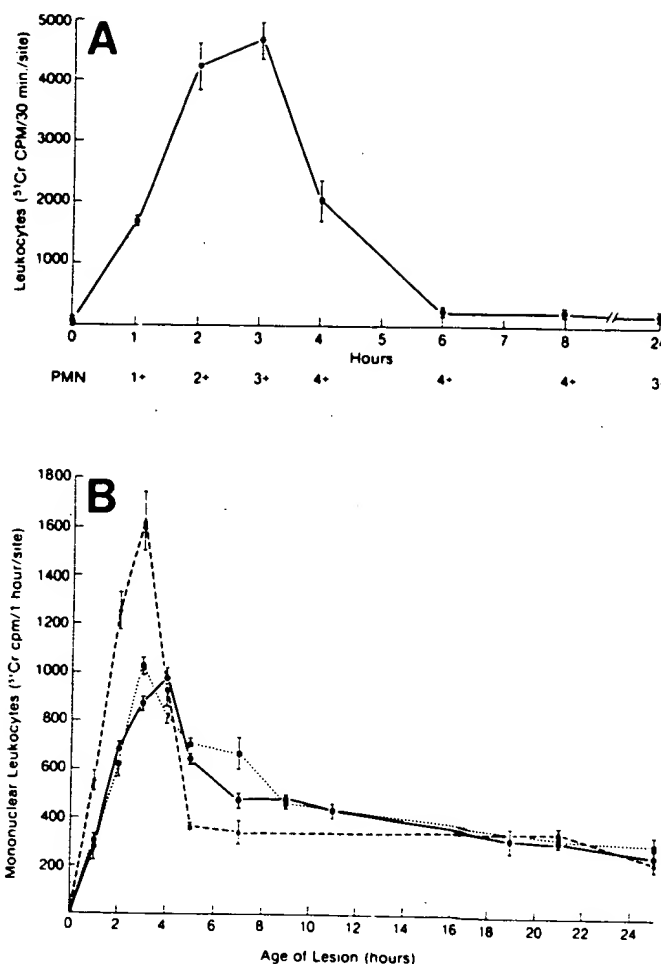 A
Leukocytes (⁵¹Cr CPM/30 min./site)
5000
4000
3000
2000
1000
0
0 1 2 3 4 5 6 7 8 24
Hours
PMN 1+ 2+ 3+ 4+ 4+ 4+ 3+
B
Mononuclear Leukocytes (⁵¹Cr cpm/1 hour/site)
1800
1600
1400
1200
1000
800
600
400
200
0 2 4 6 8 10 12 14 16 18 20 22 24
Age of Lesion (hours)